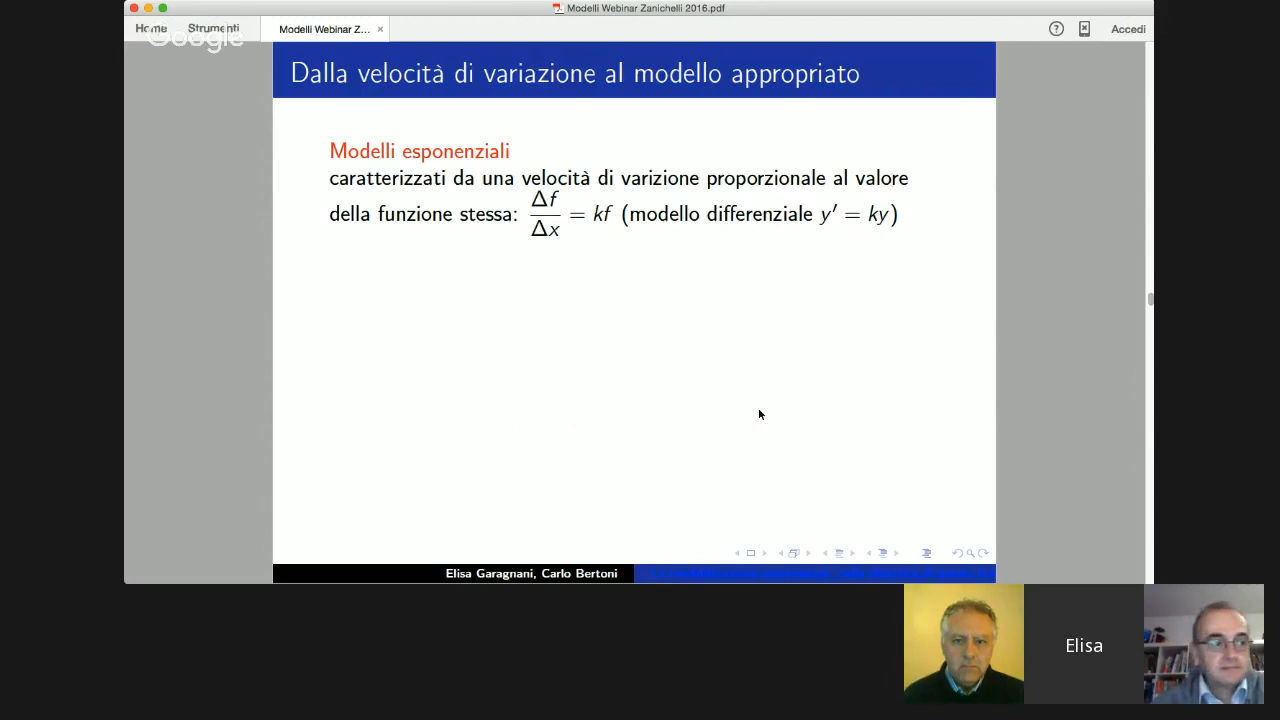 Modelli Webinar Zanichelli 2016.pdf
Home Strumenti Modelli Webinar Z... × ? Accedi
Google
Dalla velocità di variazione al modello appropriato
Modelli esponenziali
caratterizzati da una velocità di varizione proporzionale al valore
della funzione stessa: Δf/Δx = kf (modello differenziale y′ = ky)
Elisa Garagnani, Carlo Bertoni
Elisa